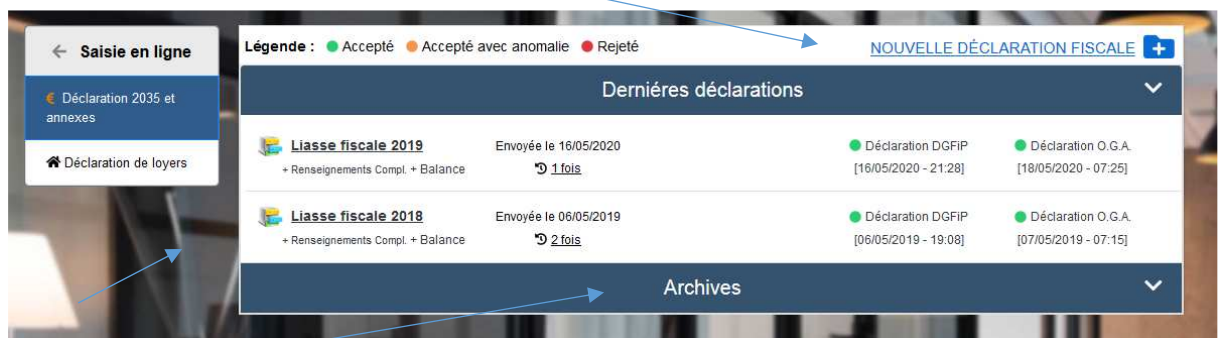 Saisie en ligne
€ Déclaration 2035 et
annexes
Déclaration de loyers
Légende : Accepté Accepté avec anomalie Rejeté
NOUVELLE DÉCLARATION FISCALE
Derniéres déclarations
Liasse fiscale 2019 Envoyée le 16/05/2020 Déclaration DGFiP Déclaration O.G.A.
+ Renseignements Compl. + Balance 1 fois [16/05/2020 - 21:28] [18/05/2020 - 07:25]
Liasse fiscale 2018 Envoyée le 06/05/2019 Déclaration DGFiP Déclaration O.G.A.
+ Renseignements Compl. + Balance 2 fois [06/05/2019 - 19:08] [07/05/2019 - 07:15]
Archives